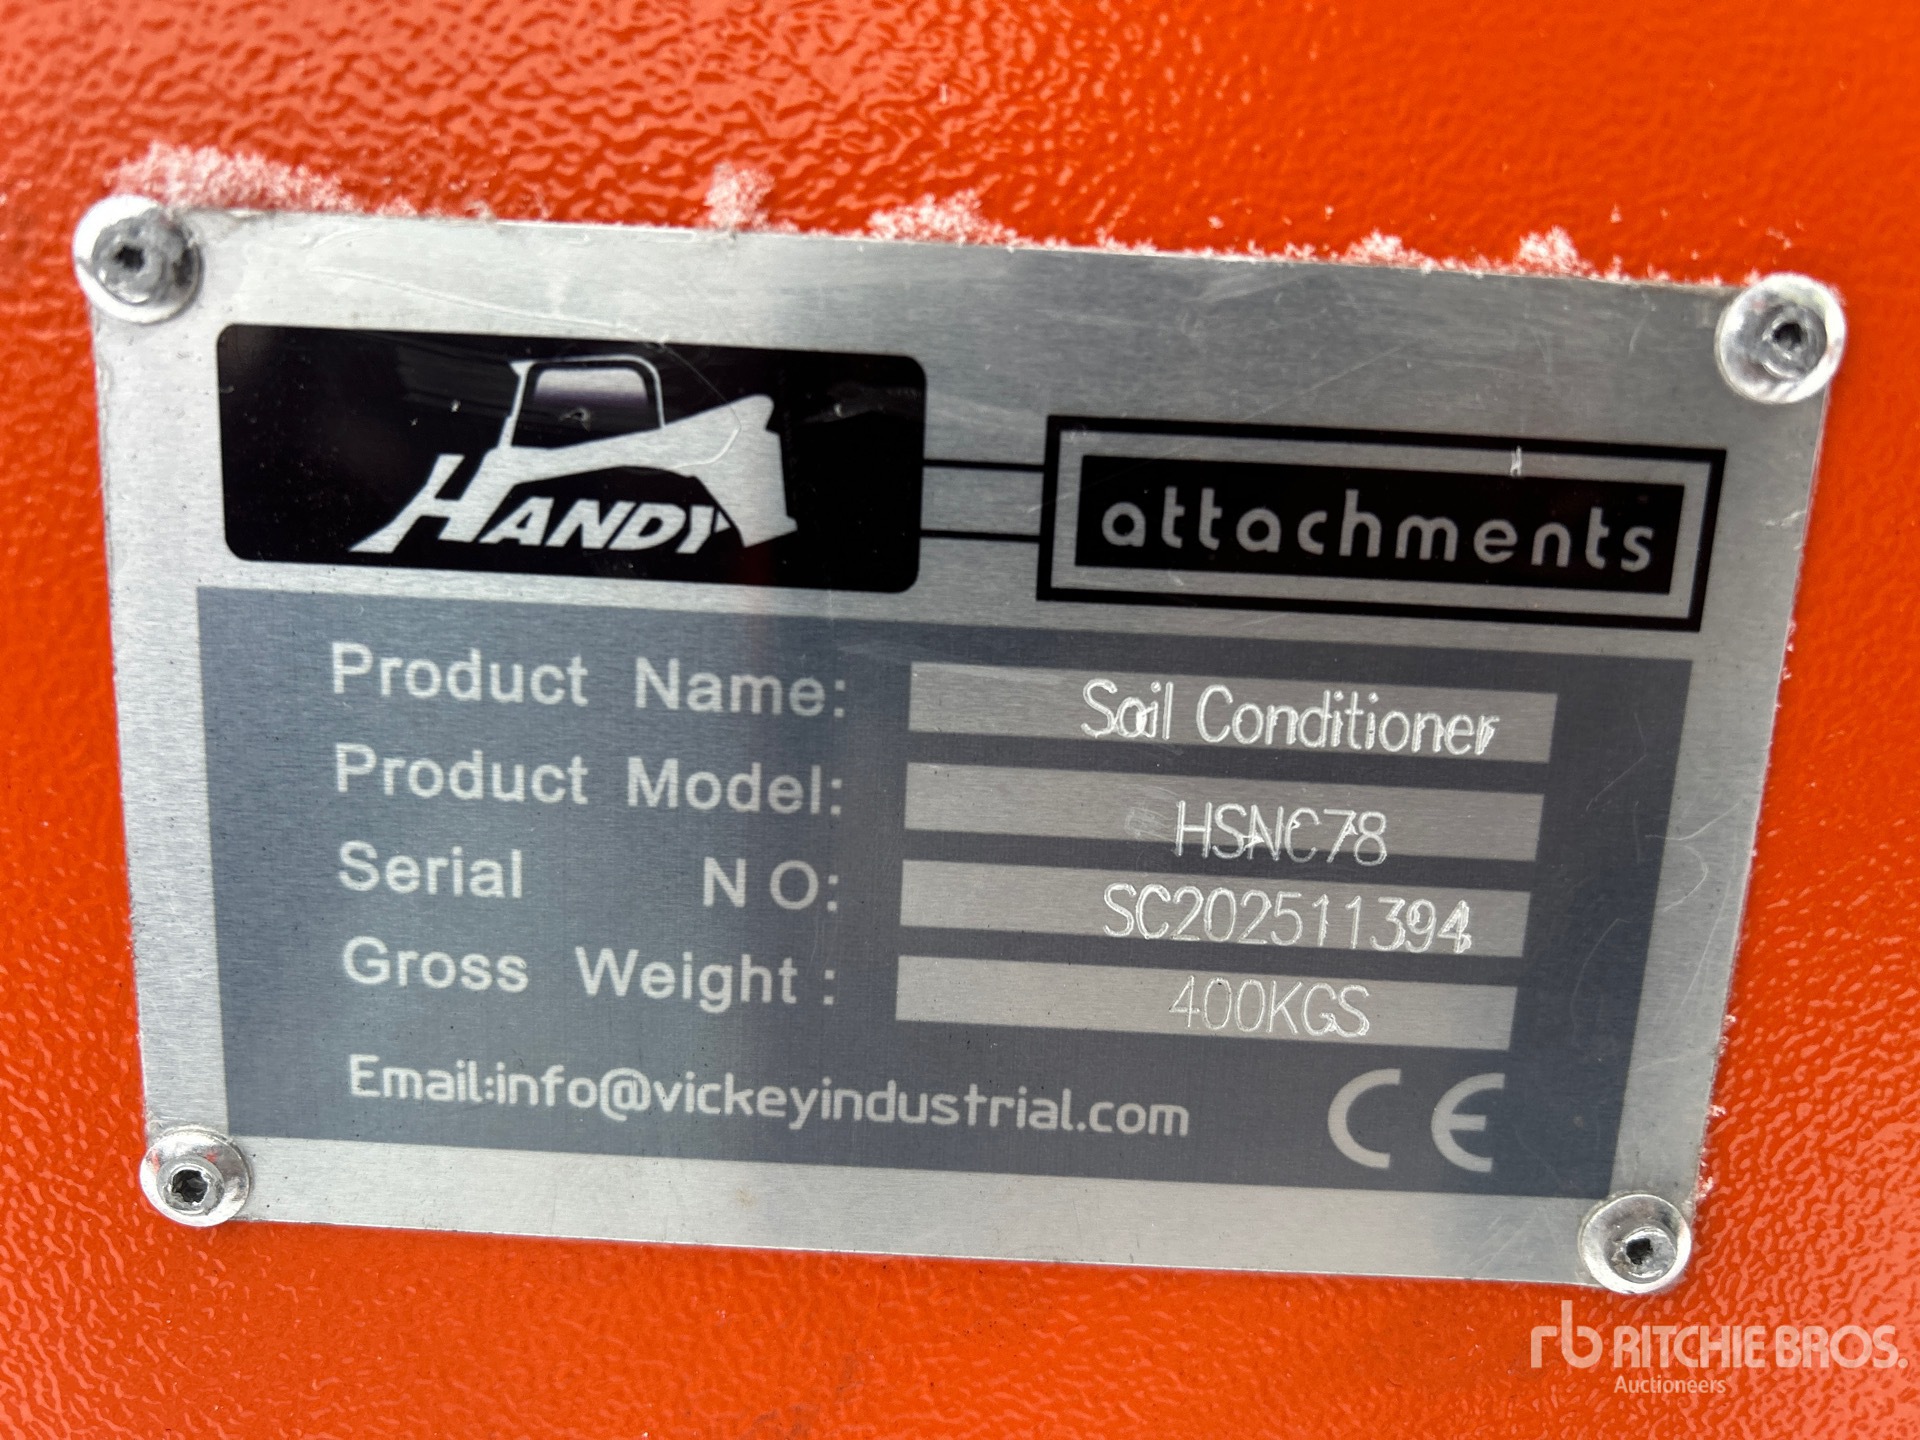 HANDY
attachments
Product Name: Soil Conditioner
Product Model: HSNC78
Serial NO: SC202511394
Gross Weight: 400KGS
Email:info@vickeyindustrial.com CE
rb RITCHIE BROS.
Auctioneers